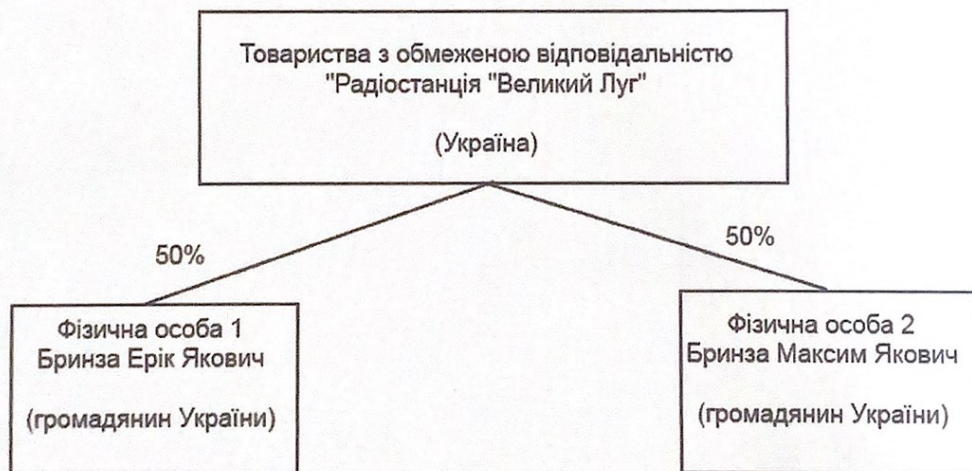 Товариства з обмеженою відповідальністю
"Радіостанція "Великий Луг"
(Україна)
50%
50%
Фізична особа 1
Бринза Ерік Якович
(громадянин України)
Фізична особа 2
Бринза Максим Якович
(громадянин України)